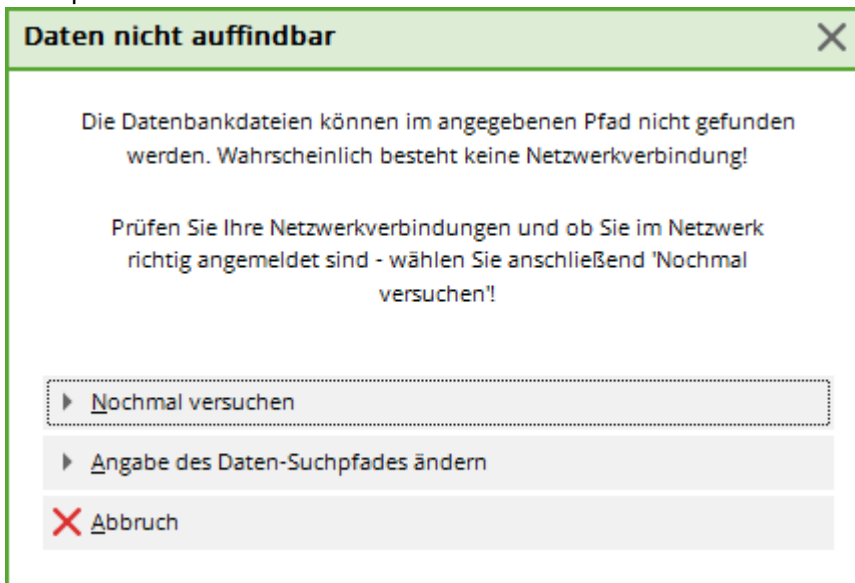 Daten nicht auffindbar
Die Datenbankdateien können im angegebenen Pfad nicht gefunden
werden. Wahrscheinlich besteht keine Netzwerkverbindung!
Prüfen Sie Ihre Netzwerkverbindungen und ob Sie im Netzwerk
richtig angemeldet sind - wählen Sie anschließend 'Nochmal
versuchen'!
Nochmal versuchen
Angabe des Daten-Suchpfades ändern
Abbruch